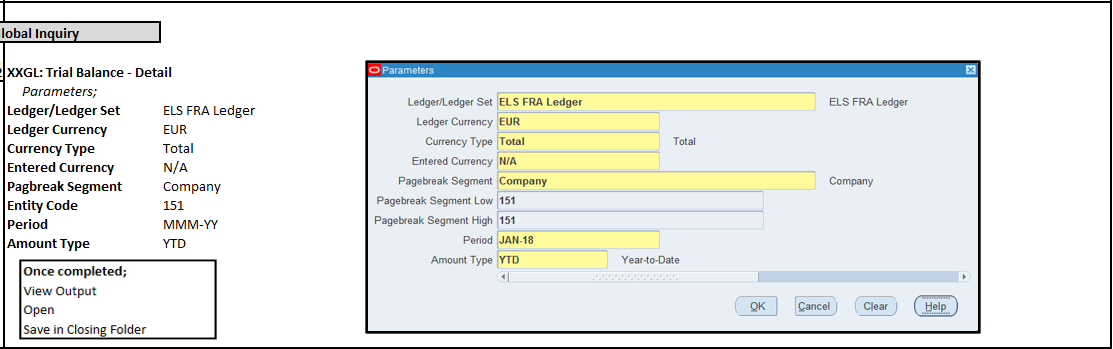 lobal Inquiry
XXGL: Trial Balance - Detail
Parameters;
Ledger/Ledger Set ELS FRA Ledger
Ledger Currency EUR
Currency Type Total
Entered Currency N/A
Pagbreak Segment Company
Entity Code 151
Period MMM-YY
Amount Type YTD
Once completed;
View Output
Open
Save in Closing Folder
Parameters
Ledger/Ledger Set ELS FRA Ledger ELS FRA Ledger
Ledger Currency EUR
Currency Type Total Total
Entered Currency N/A
Pagebreak Segment Company Company
Pagebreak Segment Low 151
Pagebreak Segment High 151
Period JAN-18
Amount Type YTD Year-to-Date
OK Cancel Clear Help